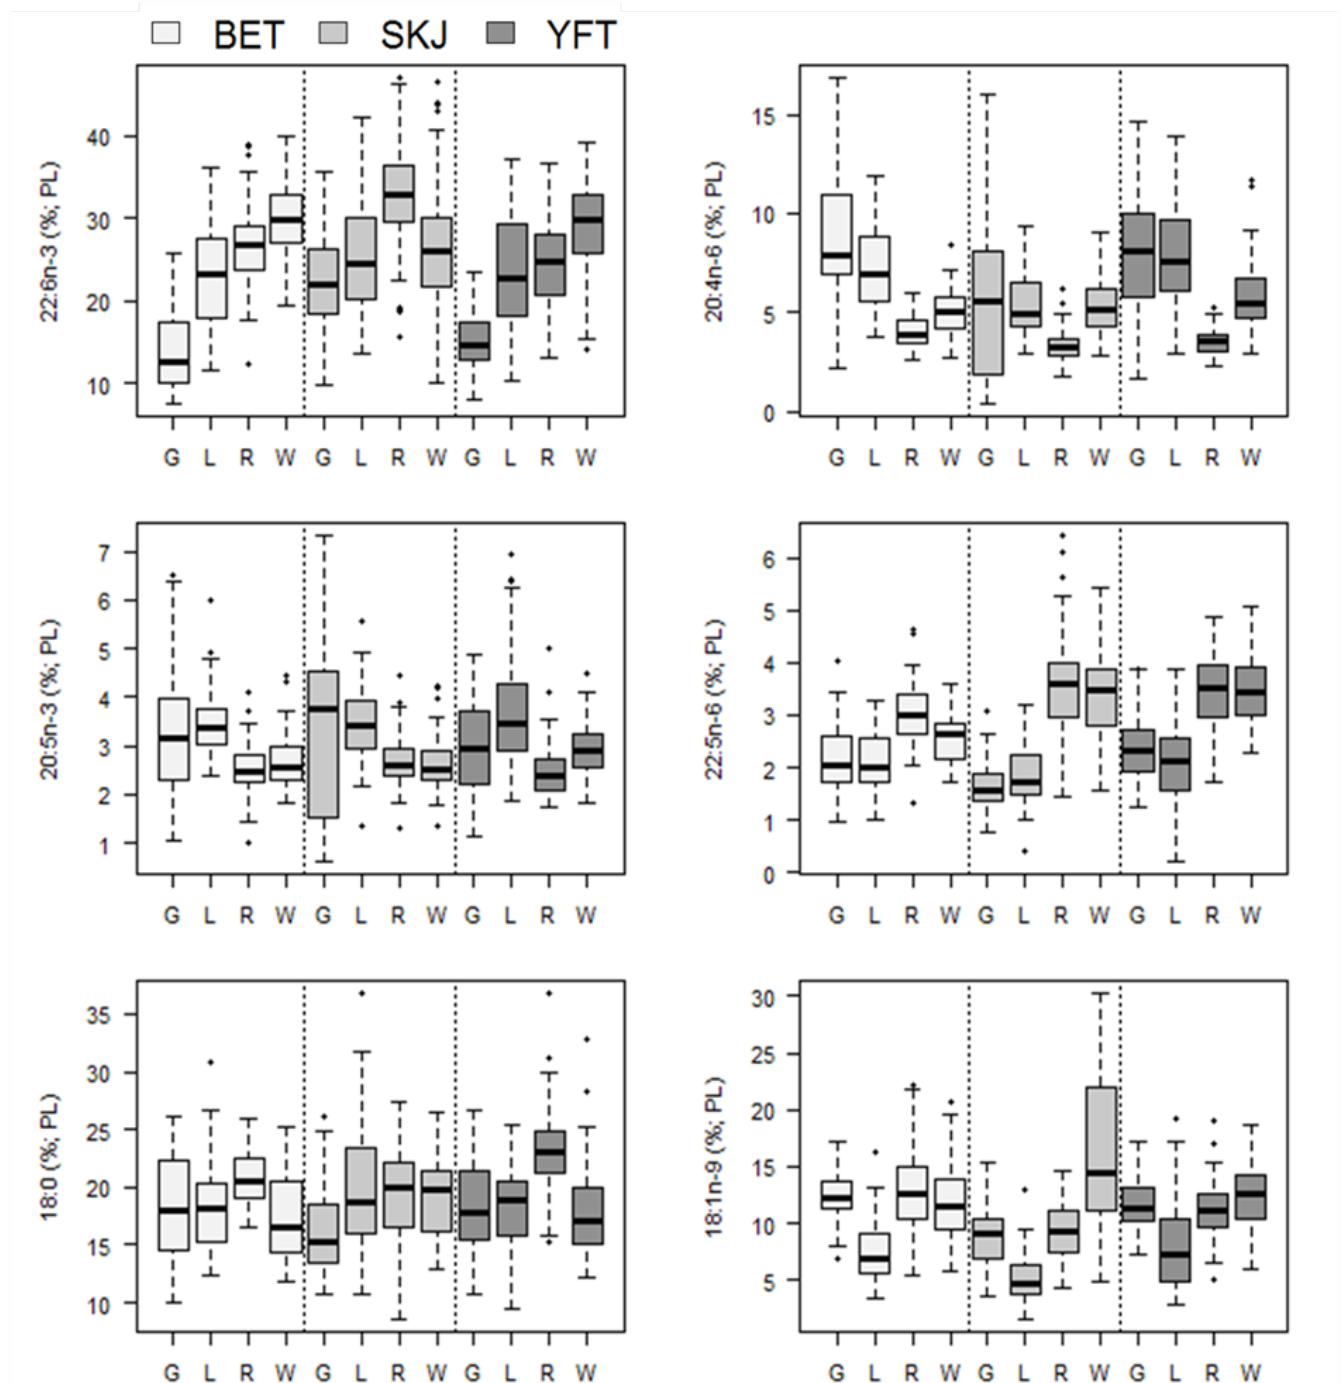 BET SKJ YFT
22:6n-3 (%; PL)
40
30
20
10
G L R W G L R W G L R W
20:4n-6 (%; PL)
15
10
5
0
G L R W G L R W G L R W
20:5n-3 (%; PL)
7
6
5
4
3
2
1
G L R W G L R W G L R W
22:5n-6 (%; PL)
6
5
4
3
2
1
0
G L R W G L R W G L R W
18:0 (%; PL)
35
30
25
20
15
10
G L R W G L R W G L R W
18:1n-9 (%; PL)
30
25
20
15
10
5
G L R W G L R W G L R W